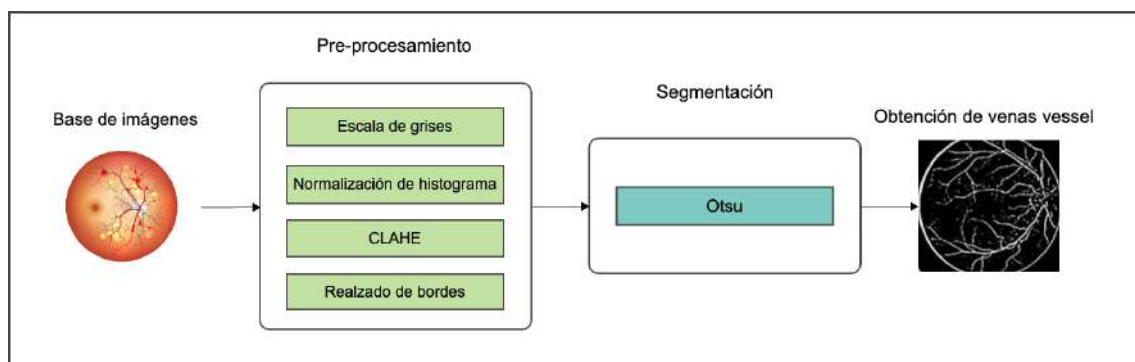 Pre-procesamiento
Segmentación
Base de imágenes
Obtención de venas vessel
Escala de grises
Normalización de histograma
CLAHE
Realzado de bordes
Otsu